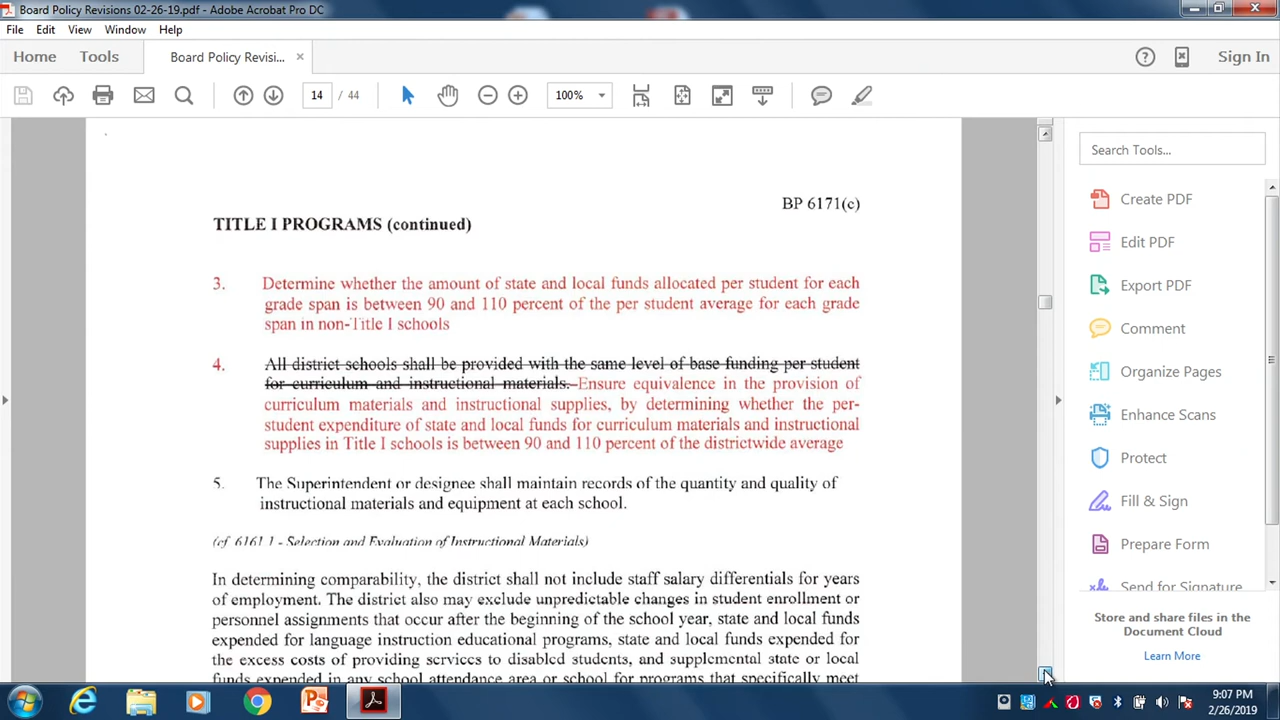 Board Policy Revisions 02-26-19.pdf - Adobe Acrobat Pro DC
File Edit View Window Help
Home Tools Board Policy Revisi... × Sign In
14 / 44 100%
BP 6171(c)
TITLE I PROGRAMS (continued)
3. Determine whether the amount of state and local funds allocated per student for each
grade span is between 90 and 110 percent of the per student average for each grade
span in non-Title I schools
4. All district schools shall be provided with the same level of base funding per student
for curriculum and instructional materials. Ensure equivalence in the provision of
curriculum materials and instructional supplies, by determining whether the per-
student expenditure of state and local funds for curriculum materials and instructional
supplies in Title I schools is between 90 and 110 percent of the districtwide average
5. The Superintendent or designee shall maintain records of the quantity and quality of
instructional materials and equipment at each school.
(cf. 6161.1 - Selection and Evaluation of Instructional Materials)
In determining comparability, the district shall not include staff salary differentials for years
of employment. The district also may exclude unpredictable changes in student enrollment or
personnel assignments that occur after the beginning of the school year, state and local funds
expended for language instruction educational programs, state and local funds expended for
the excess costs of providing services to disabled students, and supplemental state or local
funds expended in any school attendance area or school for programs that specifically meet
Search Tools...
Create PDF
Edit PDF
Export PDF
Comment
Organize Pages
Enhance Scans
Protect
Fill & Sign
Prepare Form
Send for Signature
Store and share files in the
Document Cloud
Learn More
9:07 PM
2/26/2019